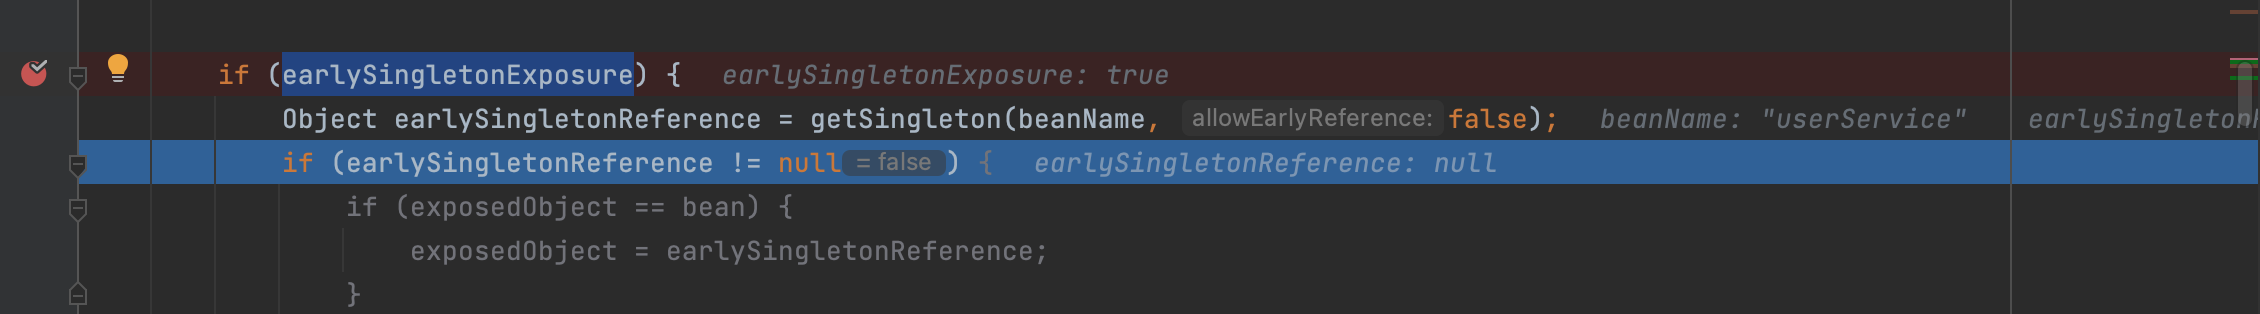 if (earlySingletonExposure) { earlySingletonExposure: true
Object earlySingletonReference = getSingleton(beanName, allowEarlyReference: false); beanName: "userService" earlySingleton
if (earlySingletonReference != null = false ) { earlySingletonReference: null
if (exposedObject == bean) {
exposedObject = earlySingletonReference;
}